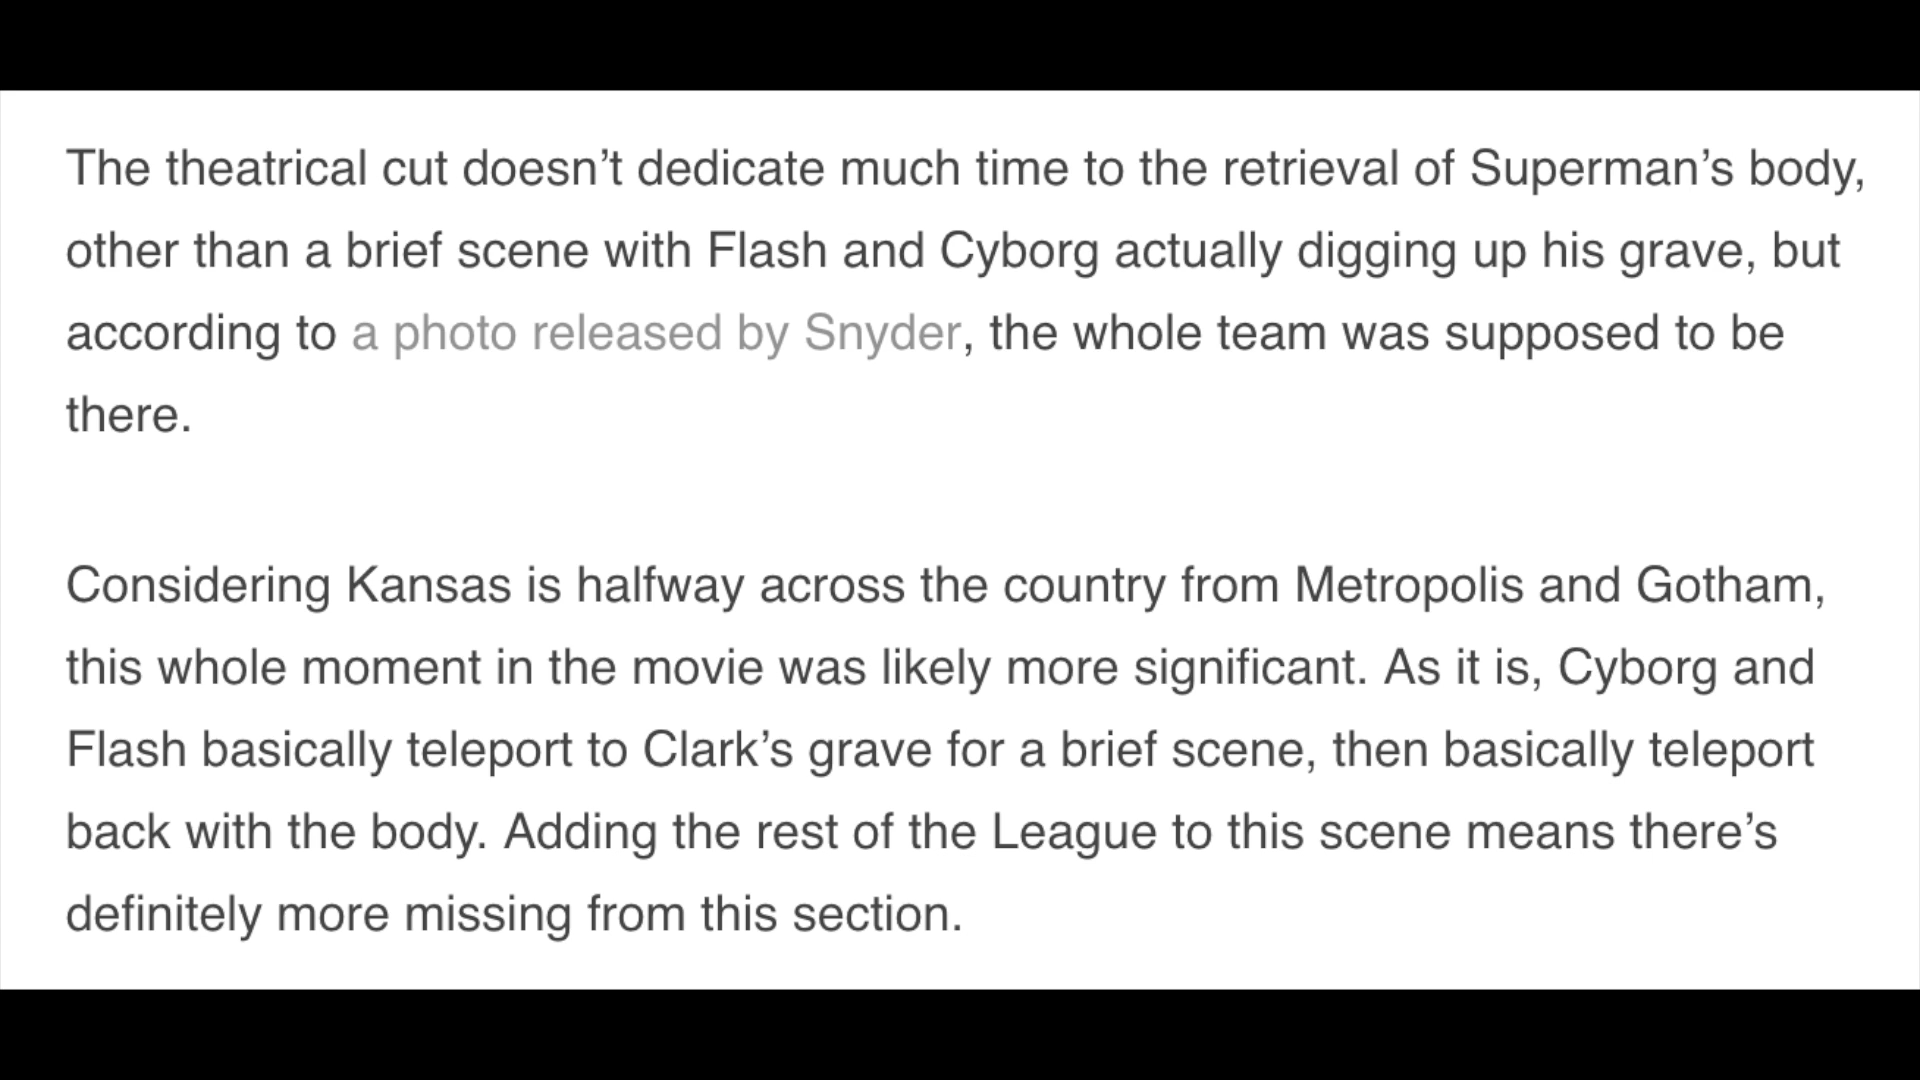 The theatrical cut doesn’t dedicate much time to the retrieval of Superman’s body,
other than a brief scene with Flash and Cyborg actually digging up his grave, but
according to a photo released by Snyder, the whole team was supposed to be
there.
Considering Kansas is halfway across the country from Metropolis and Gotham,
this whole moment in the movie was likely more significant. As it is, Cyborg and
Flash basically teleport to Clark’s grave for a brief scene, then basically teleport
back with the body. Adding the rest of the League to this scene means there’s
definitely more missing from this section.